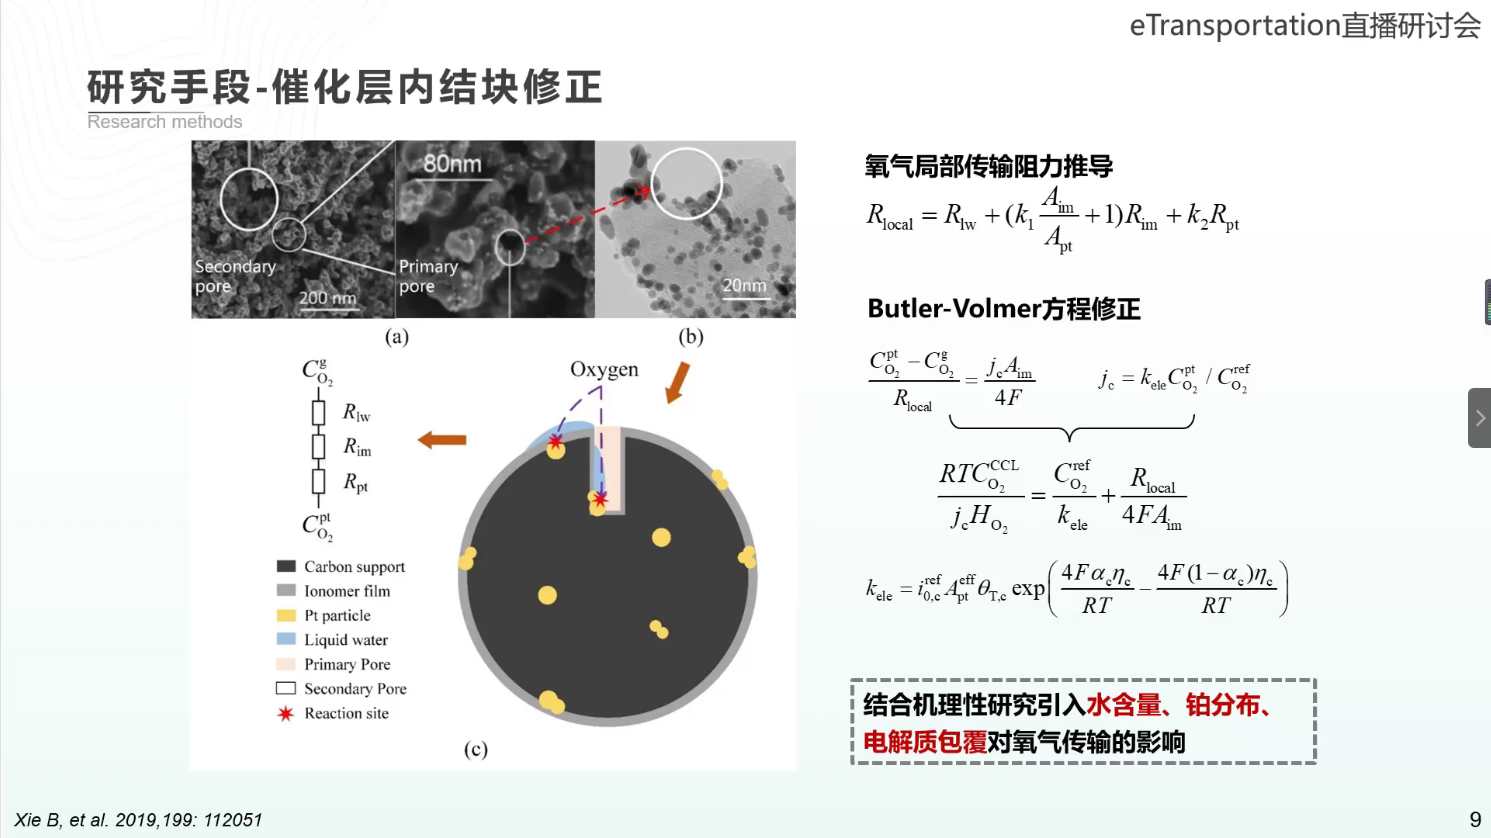 eTransportation直播研讨会
研究手段-催化层内结块修正
Research methods
Secondary
pore
200 nm
80nm
Primary
pore
20nm
(a)
(b)
C_{O_2}^{g}
R_{lw}
R_{im}
R_{pt}
C_{O_2}^{pt}
Oxygen
Carbon support
Ionomer film
Pt particle
Liquid water
Primary Pore
Secondary Pore
Reaction site
(c)
氧气局部传输阻力推导
R_{local} = R_{lw} + (k_1 \frac{A_{im}}{A_{pt}} + 1)R_{im} + k_2 R_{pt}
Butler-Volmer方程修正
\frac{C_{O_2}^{pt} - C_{O_2}^{g}}{R_{local}} = \frac{j_c A_{im}}{4F}
j_c = k_{ele} C_{O_2}^{pt} / C_{O_2}^{ref}
\frac{RTC_{O_2}^{CCL}}{j_c H_{O_2}} = \frac{C_{O_2}^{ref}}{k_{ele}} + \frac{R_{local}}{4FA_{im}}
k_{ele} = i_{0,c}^{ref} A_{pt}^{eff} θ_{T,c} exp(\frac{4Fα_c η_c}{RT} - \frac{4F(1-α_c)η_c}{RT})
结合机理性研究引入水含量、铂分布、
电解质包覆对氧气传输的影响
Xie B, et al. 2019,199: 112051
9